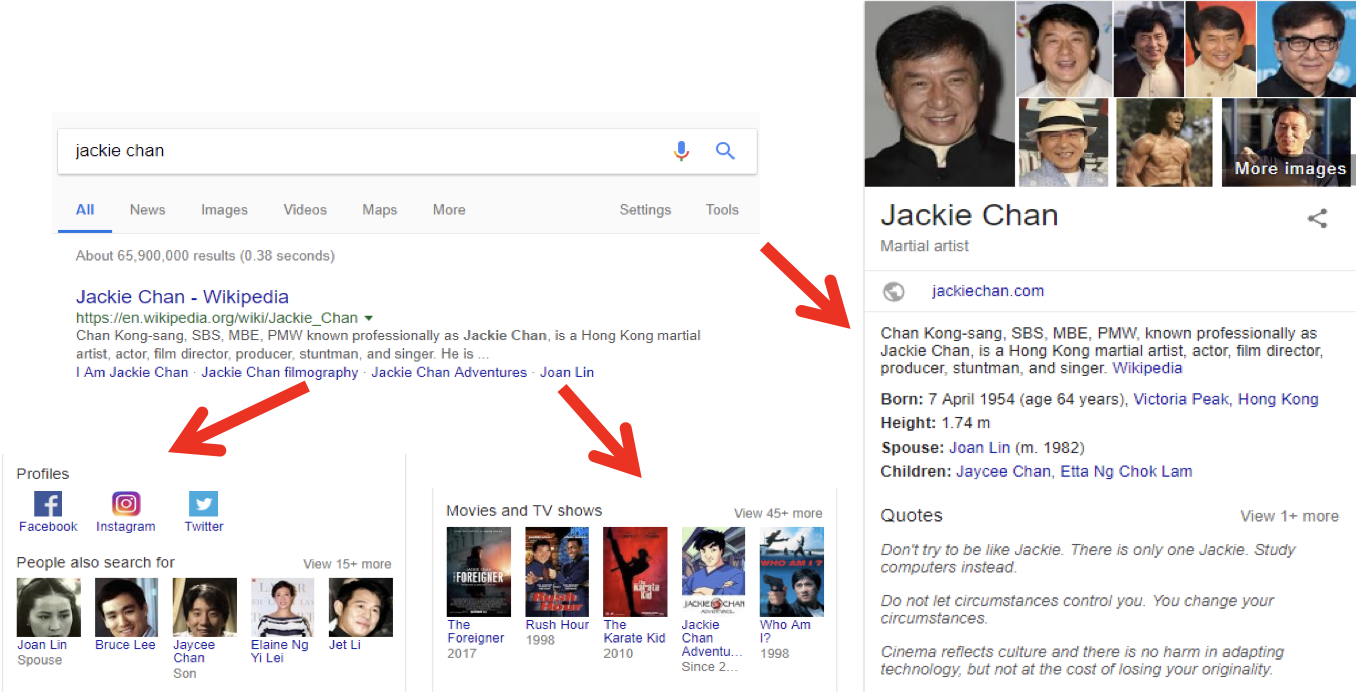 jackie chan
All News Images Videos Maps More Settings Tools
About 65,900,000 results (0.38 seconds)
Jackie Chan - Wikipedia
https://en.wikipedia.org/wiki/Jackie_Chan
Chan Kong-sang, SBS, MBE, PMW known professionally as Jackie Chan, is a Hong Kong martial
artist, actor, film director, producer, stuntman, and singer. He is ...
I Am Jackie Chan · Jackie Chan filmography · Jackie Chan Adventures · Joan Lin
Profiles
Facebook Instagram Twitter
People also search for View 15+ more
Joan Lin
Spouse
Bruce Lee
Jaycee
Chan
Son
Elaine Ng
Yi Lei
Jet Li
Movies and TV shows View 45+ more
THE
FOREIGNER
Rush Hour
The
Karate
Kid
JACKIE CHAN
WHO AM I?
The
Foreigner
2017
Rush Hour
1998
The
Karate Kid
2010
Jackie
Chan
Adventu...
Since 2...
Who Am
I?
1998
More images
Jackie Chan
Martial artist
jackiechan.com
Chan Kong-sang, SBS, MBE, PMW, known professionally as
Jackie Chan, is a Hong Kong martial artist, actor, film director,
producer, stuntman, and singer. Wikipedia
Born: 7 April 1954 (age 64 years), Victoria Peak, Hong Kong
Height: 1.74 m
Spouse: Joan Lin (m. 1982)
Children: Jaycee Chan, Etta Ng Chok Lam
Quotes View 1+ more
Don't try to be like Jackie. There is only one Jackie. Study
computers instead.
Do not let circumstances control you. You change your
circumstances.
Cinema reflects culture and there is no harm in adapting
technology, but not at the cost of losing your originality.